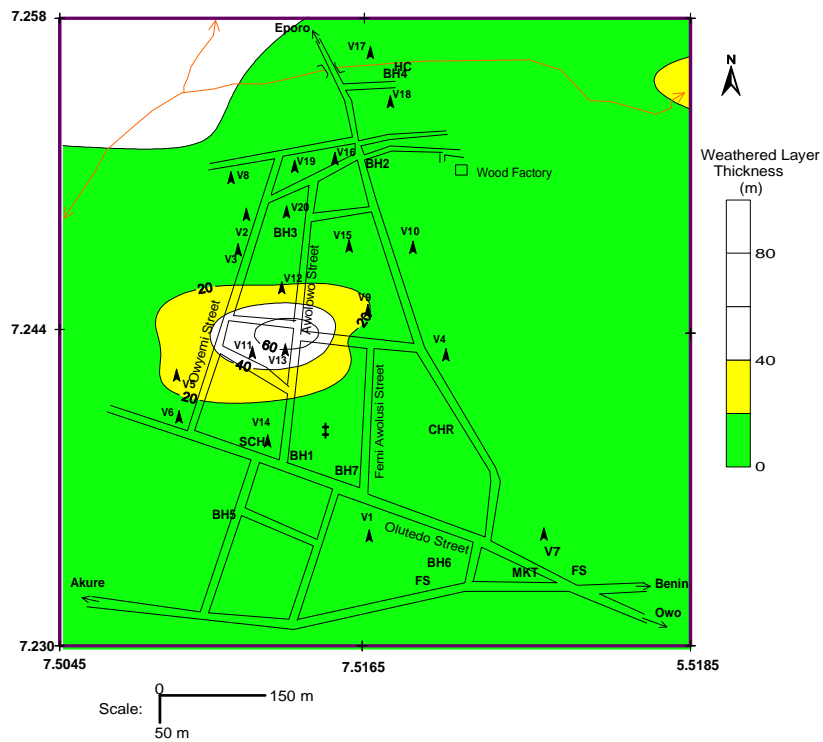 7.258
Eporo
V17
HC
BH4
V18
N
Weathered Layer
Thickness
(m)
V16
V19
BH2
Wood Factory
V8
V20
V2
BH3
V15
V10
V3
80
Awolowo Street
V12
20
V9
20
7.244
Owyemi Street
60
V11
V13
V4
40
40
V5
20
Femi Awolusi Street
V6
V14
SCH
CHR
BH1
BH7
0
BH5
V1
Olutedo Street
V7
BH6
MKT
FS
FS
Akure
Benin
Owo
7.230
7.5045
7.5165
5.5185
0
150 m
Scale:
50 m